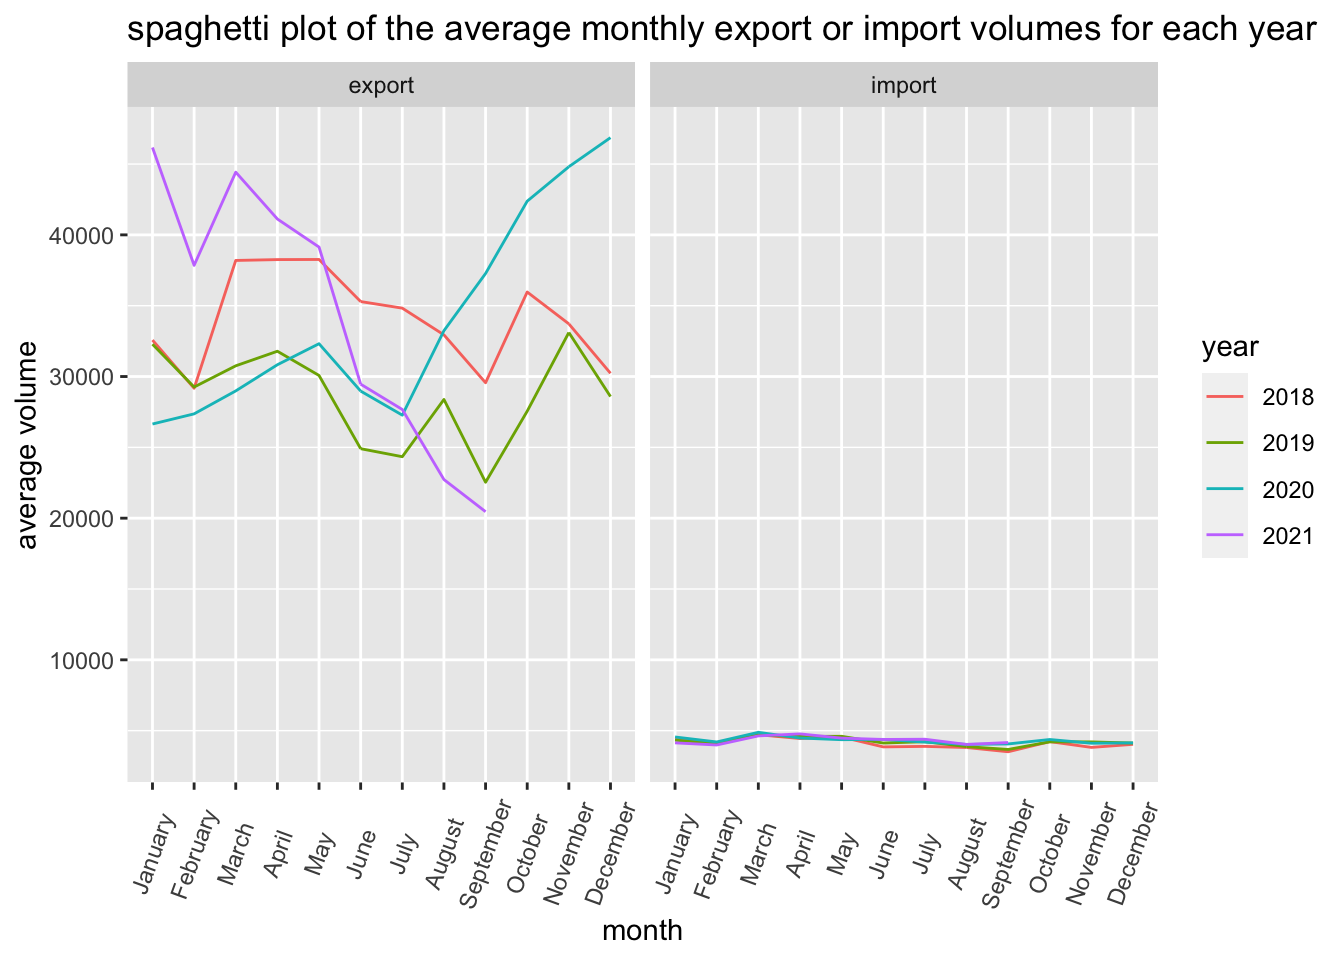 spaghetti plot of the average monthly export or import volumes for each year
export
import
average volume
40000
30000
20000
10000
January
February
March
April
May
June
July
August
September
October
November
December
January
February
March
April
May
June
July
August
September
October
November
December
month
year
2018
2019
2020
2021